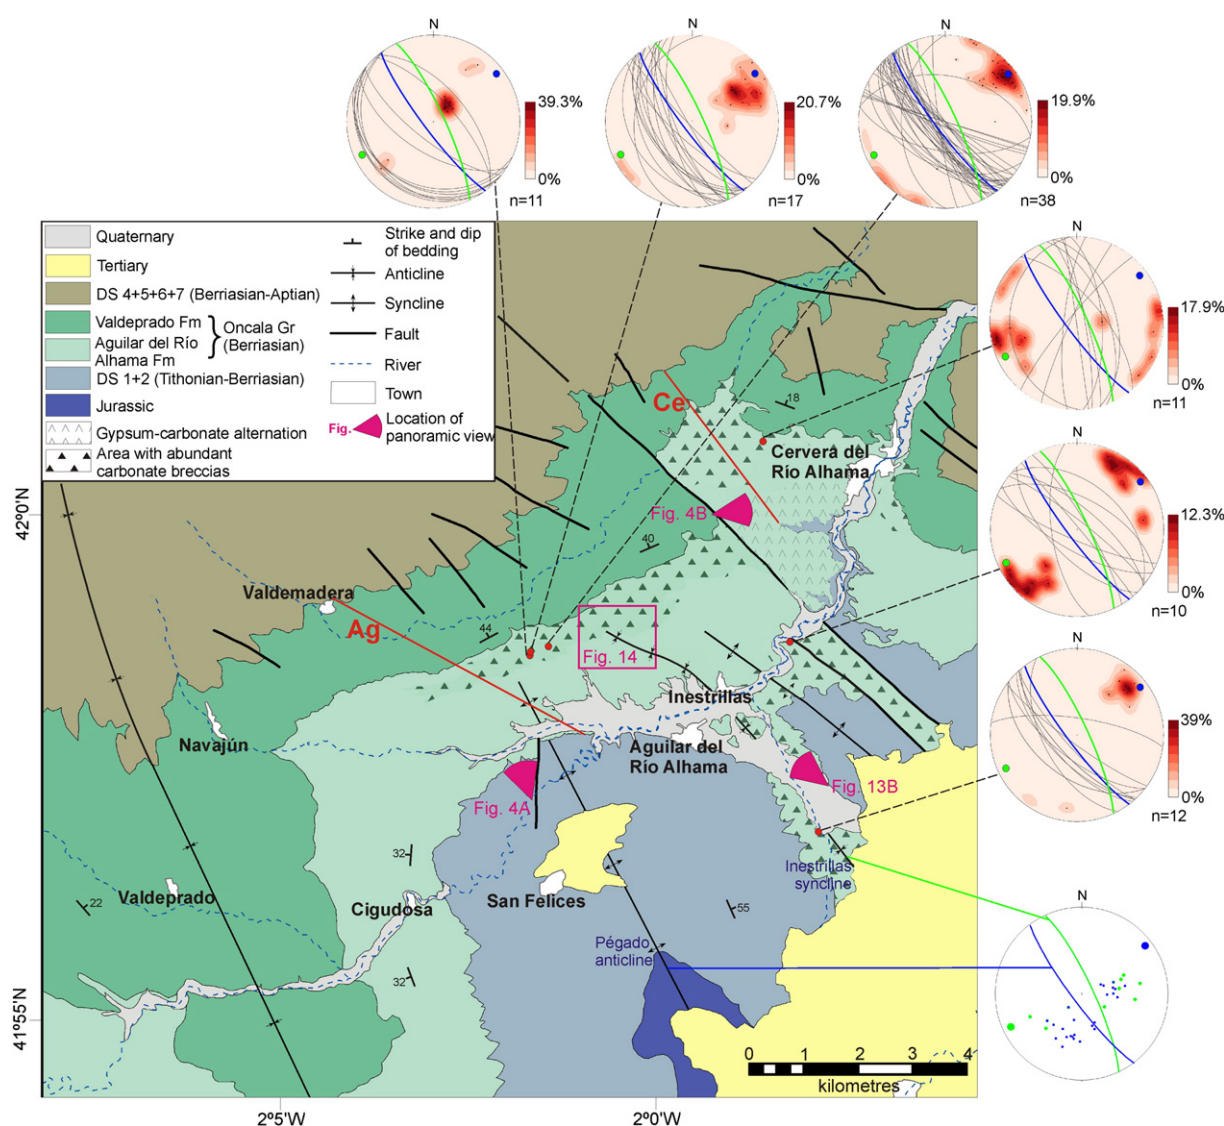 N
N
N
39.3%
0%
n=11
20.7%
0%
n=17
19.9%
0%
n=38
Quaternary
Tertiary
DS 4+5+6+7 (Berriasian-Aptian)
Valdeprado Fm
Aguilar del Río
Alhama Fm
Oncala Gr
(Berriasian)
DS 1+2 (Tithonian-Berriasian)
Jurassic
Gypsum-carbonate alternation
Area with abundant
carbonate breccias
Strike and dip
of bedding
Anticline
Syncline
Fault
River
Town
Fig.
Location of
panoramic view
N
17.9%
0%
n=11
N
12.3%
0%
n=10
N
39%
0%
n=12
N
Ce
18
Cervera del
Río Alhama
Fig. 4B
42°0'N
40
Valdemadera
Ag
44
Fig. 14
Inestrillas
Navajún
Aguilar del
Río Alhama
Fig. 4A
Fig. 13B
32
Inestrillas
syncline
Valdeprado
22
Cigudosa
San Felices
55
Pégado
anticline
32
41°55'N
0 1 2 3 4
kilometres
2°5'W
2°0'W